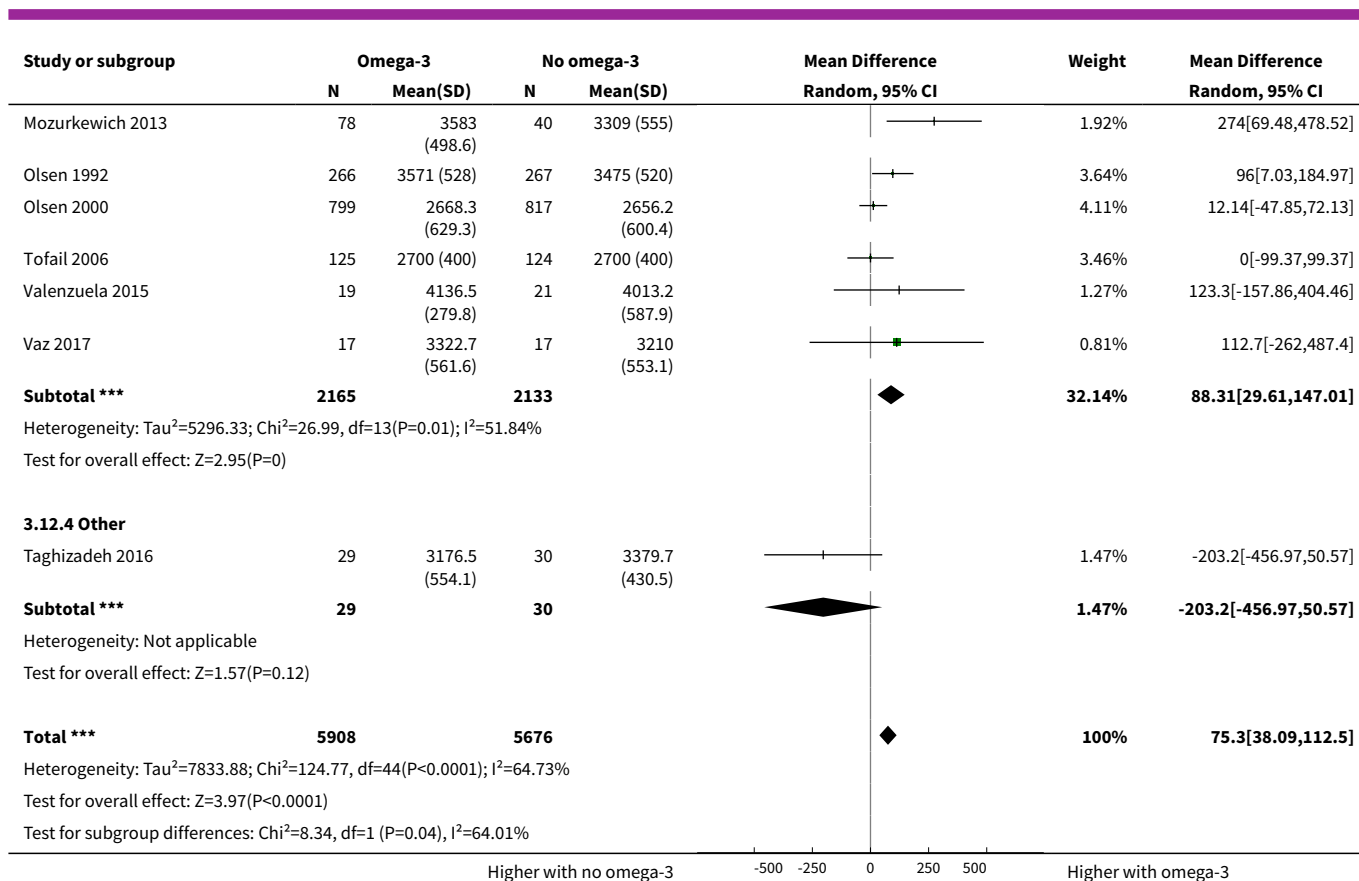 Study or subgroup Omega-3 No omega-3 Mean Difference Weight Mean Difference
N Mean(SD) N Mean(SD) Random, 95% CI Random, 95% CI
Mozurkewich 2013 78 3583 40 3309 (555) 1.92% 274[69.48,478.52]
(498.6)
Olsen 1992 266 3571 (528) 267 3475 (520) 3.64% 96[7.03,184.97]
Olsen 2000 799 2668.3 817 2656.2 4.11% 12.14[-47.85,72.13]
(629.3) (600.4)
Tofail 2006 125 2700 (400) 124 2700 (400) 3.46% 0[-99.37,99.37]
Valenzuela 2015 19 4136.5 21 4013.2 1.27% 123.3[-157.86,404.46]
(279.8) (587.9)
Vaz 2017 17 3322.7 17 3210 0.81% 112.7[-262,487.4]
(561.6) (553.1)
Subtotal *** 2165 2133 32.14% 88.31[29.61,147.01]
Heterogeneity: Tau²=5296.33; Chi²=26.99, df=13(P=0.01); I²=51.84%
Test for overall effect: Z=2.95(P=0)
3.12.4 Other
Taghizadeh 2016 29 3176.5 30 3379.7 1.47% -203.2[-456.97,50.57]
(554.1) (430.5)
Subtotal *** 29 30 1.47% -203.2[-456.97,50.57]
Heterogeneity: Not applicable
Test for overall effect: Z=1.57(P=0.12)
Total *** 5908 5676 100% 75.3[38.09,112.5]
Heterogeneity: Tau²=7833.88; Chi²=124.77, df=44(P<0.0001); I²=64.73%
Test for overall effect: Z=3.97(P<0.0001)
Test for subgroup differences: Chi²=8.34, df=1 (P=0.04), I²=64.01%
Higher with no omega-3 -500 -250 0 250 500 Higher with omega-3